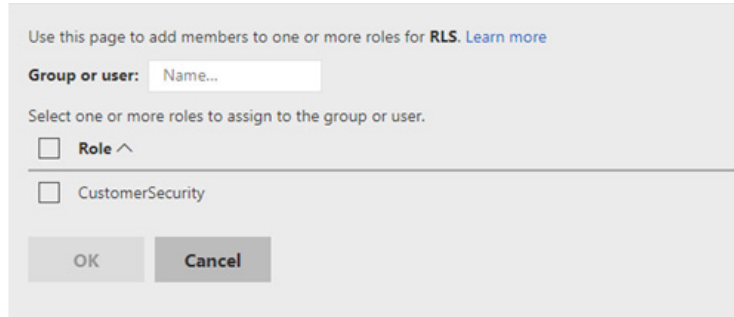 Use this page to add members to one or more roles for RLS. Learn more
Group or user: Name...
Select one or more roles to assign to the group or user.
Role
CustomerSecurity
OK Cancel